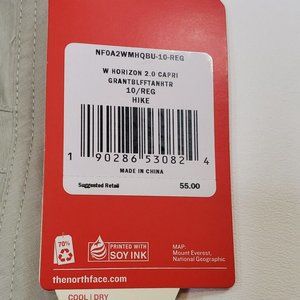 NF0A2WMHQBU-10-REG
W HORIZON 2.0 CAPRI
GRANTBLFFTANHTR
10/REG
HIKE
1 90286 53082 4
MADE IN CHINA
Suggested Retail 55.00
70%
PRINTED WITH
SOY INK
MAP:
Mount Everest,
National Geographic
thenorthface.com
COOL | DRY